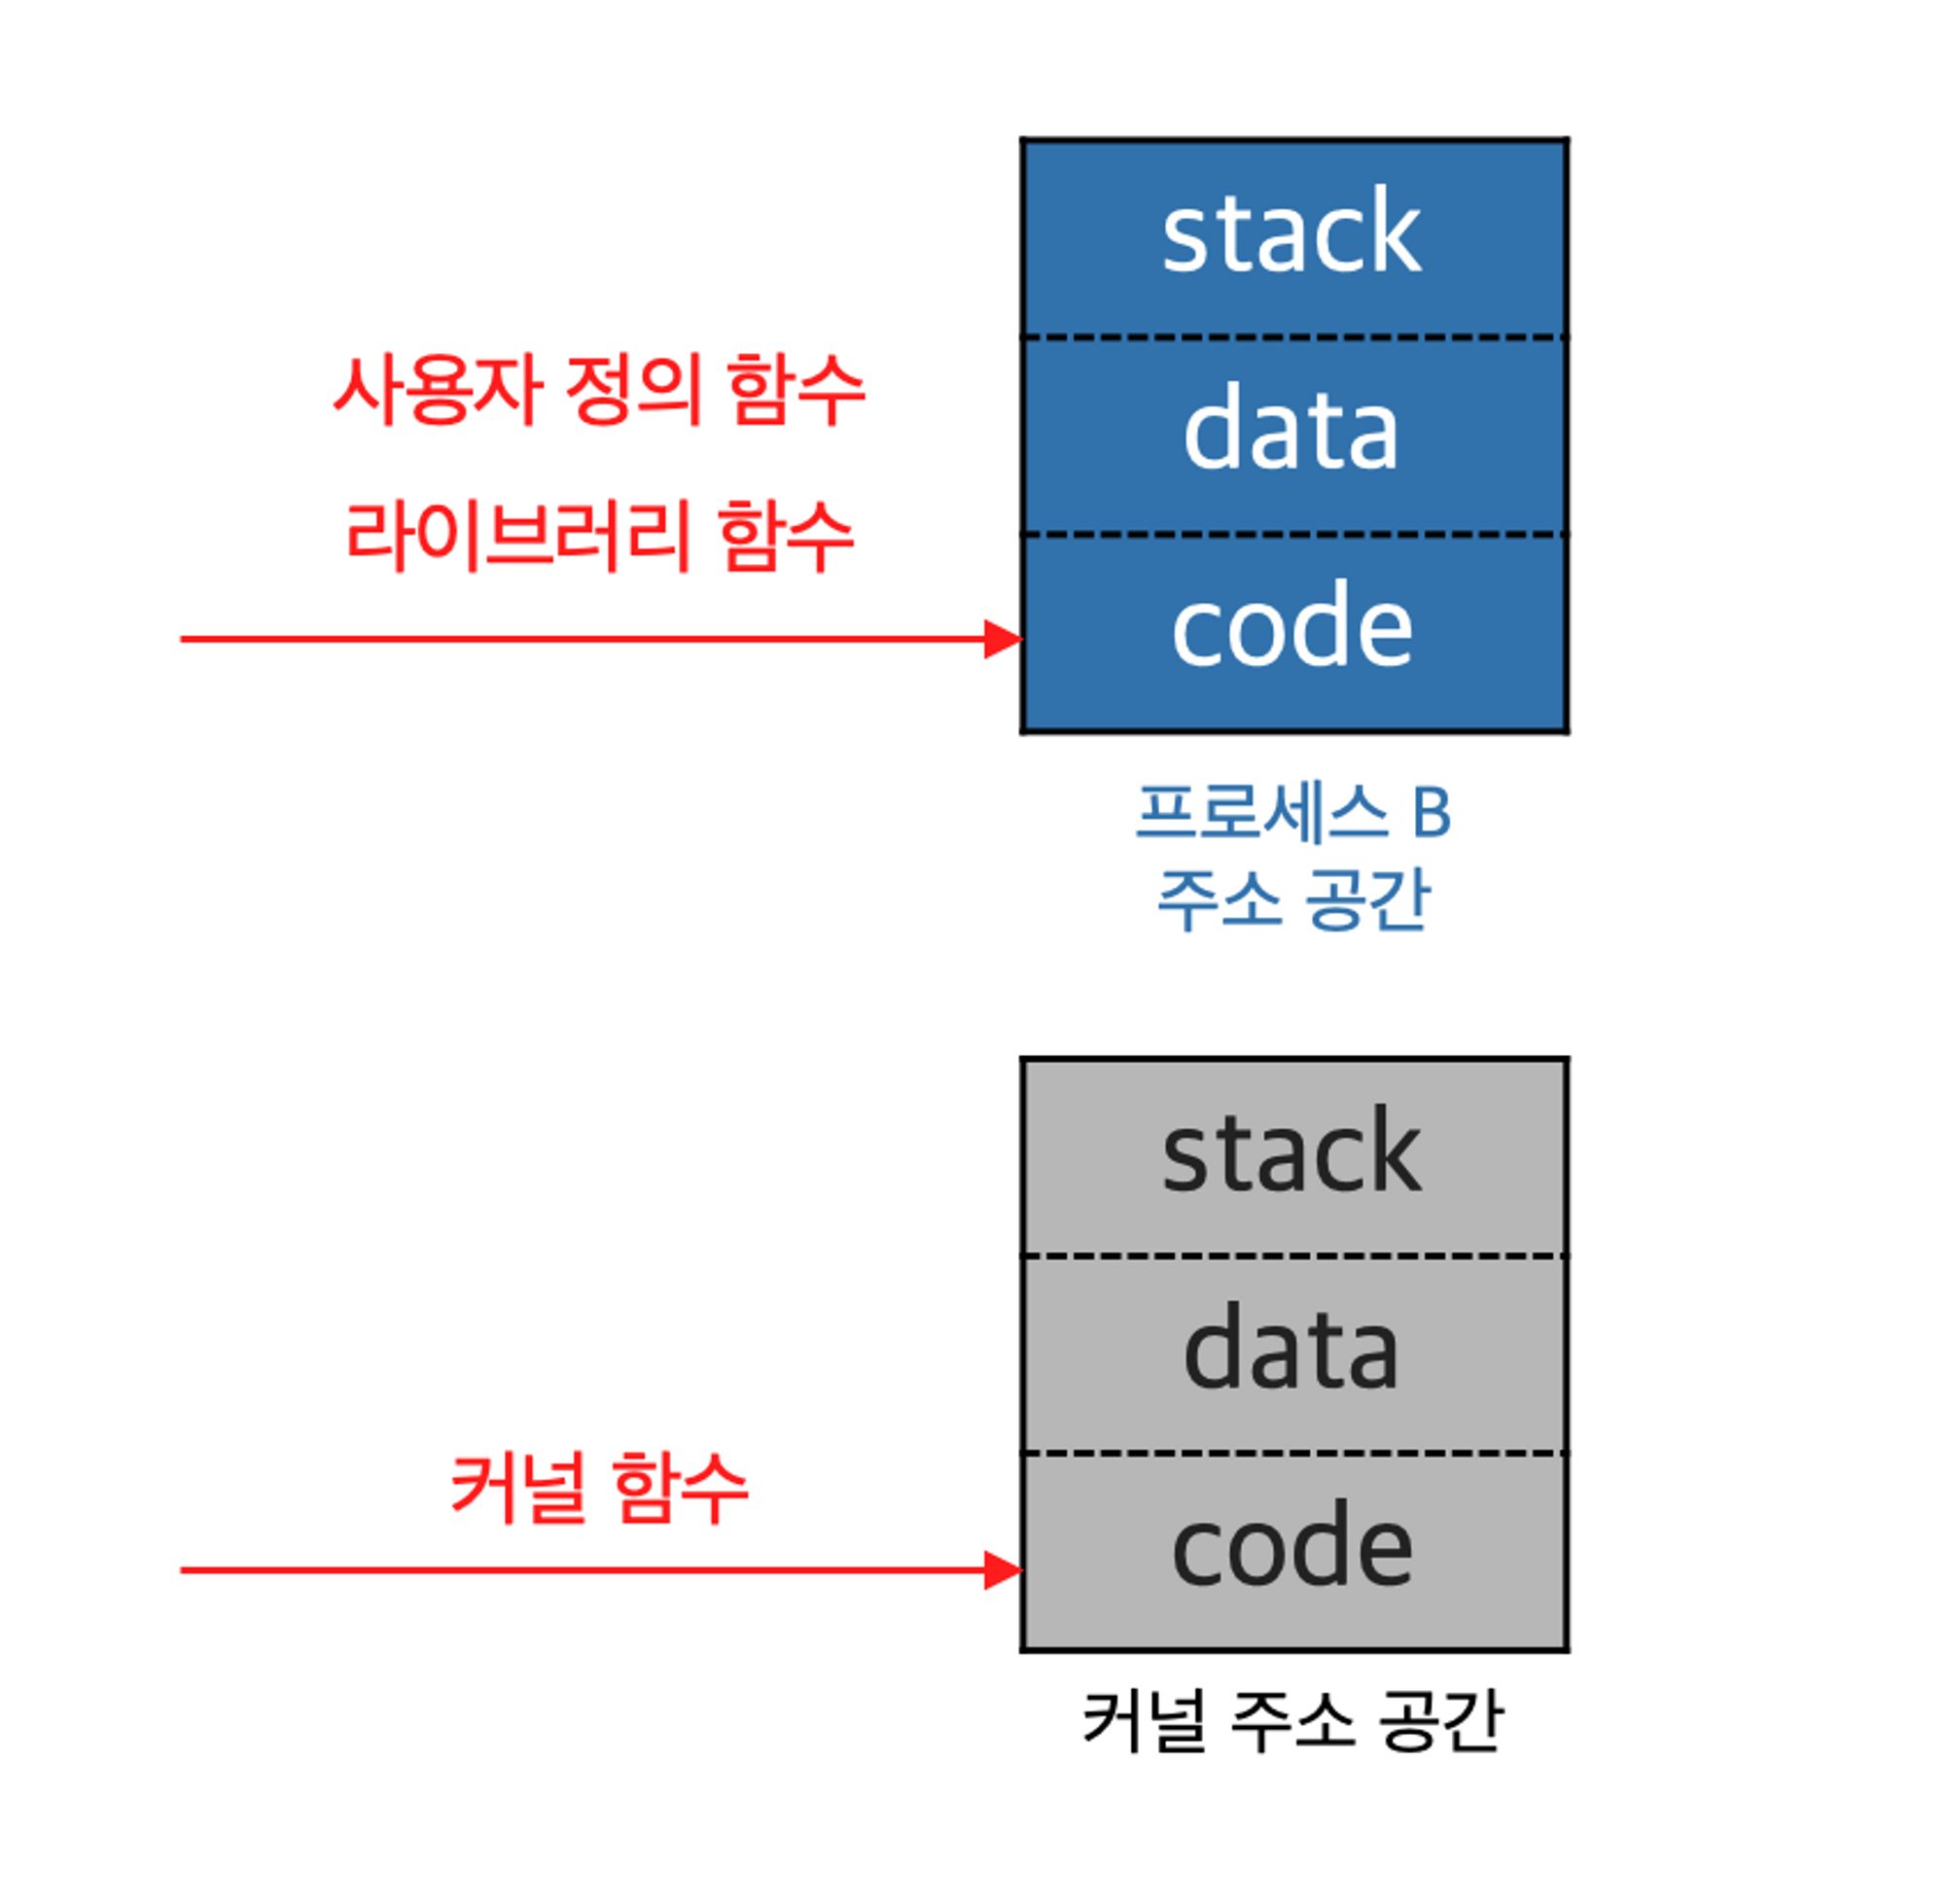 stack
사용자 정의 함수
data
라이브러리 함수
code
프로세스 B
주소 공간
stack
data
커널 함수
code
커널 주소 공간